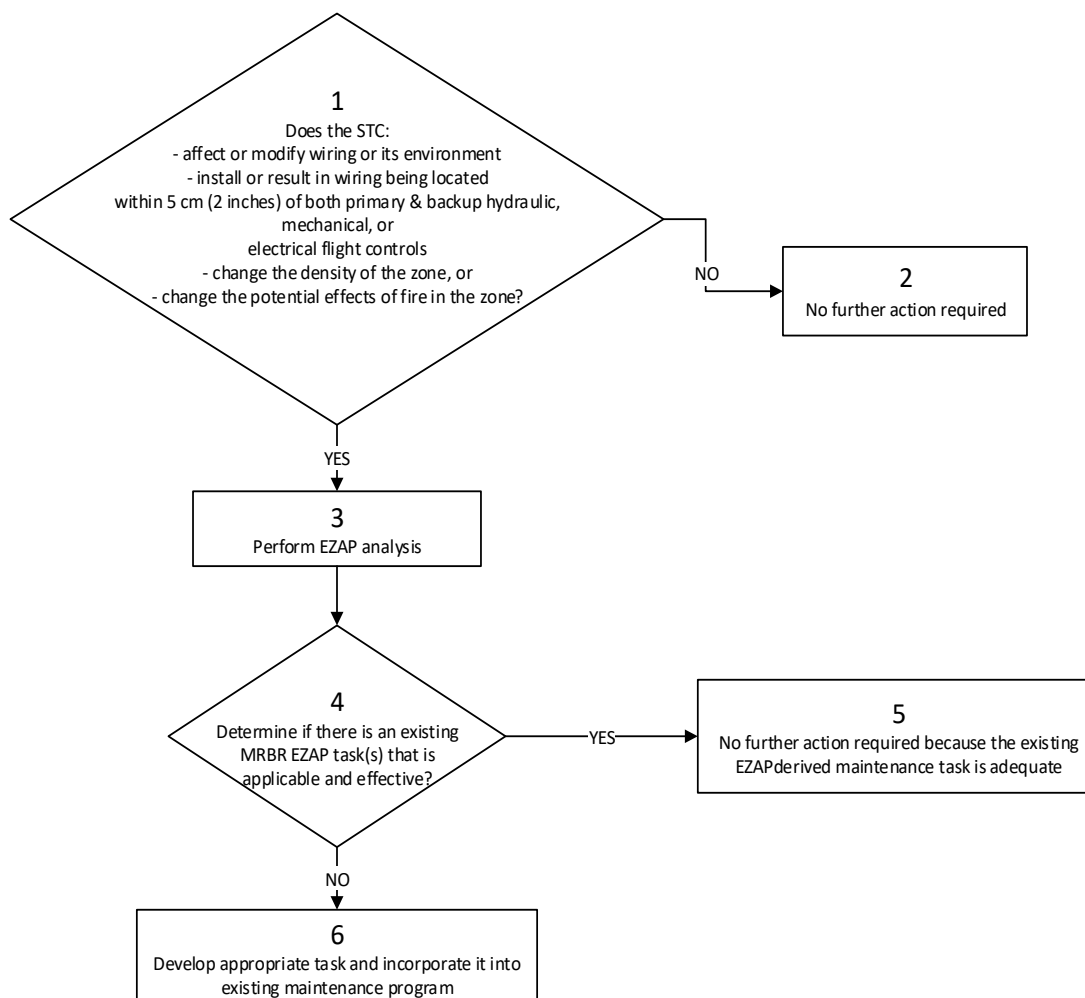 1
Does the STC:
- affect or modify wiring or its environment
- install or result in wiring being located
within 5 cm (2 inches) of both primary & backup hydraulic,
mechanical, or
electrical flight controls
- change the density of the zone, or
- change the potential effects of fire in the zone?
NO
2
No further action required
YES
3
Perform EZAP analysis
4
Determine if there is an existing
MRBR EZAP task(s) that is
applicable and effective?
YES
5
No further action required because the existing
EZAPderived maintenance task is adequate
NO
6
Develop appropriate task and incorporate it into
existing maintenance program